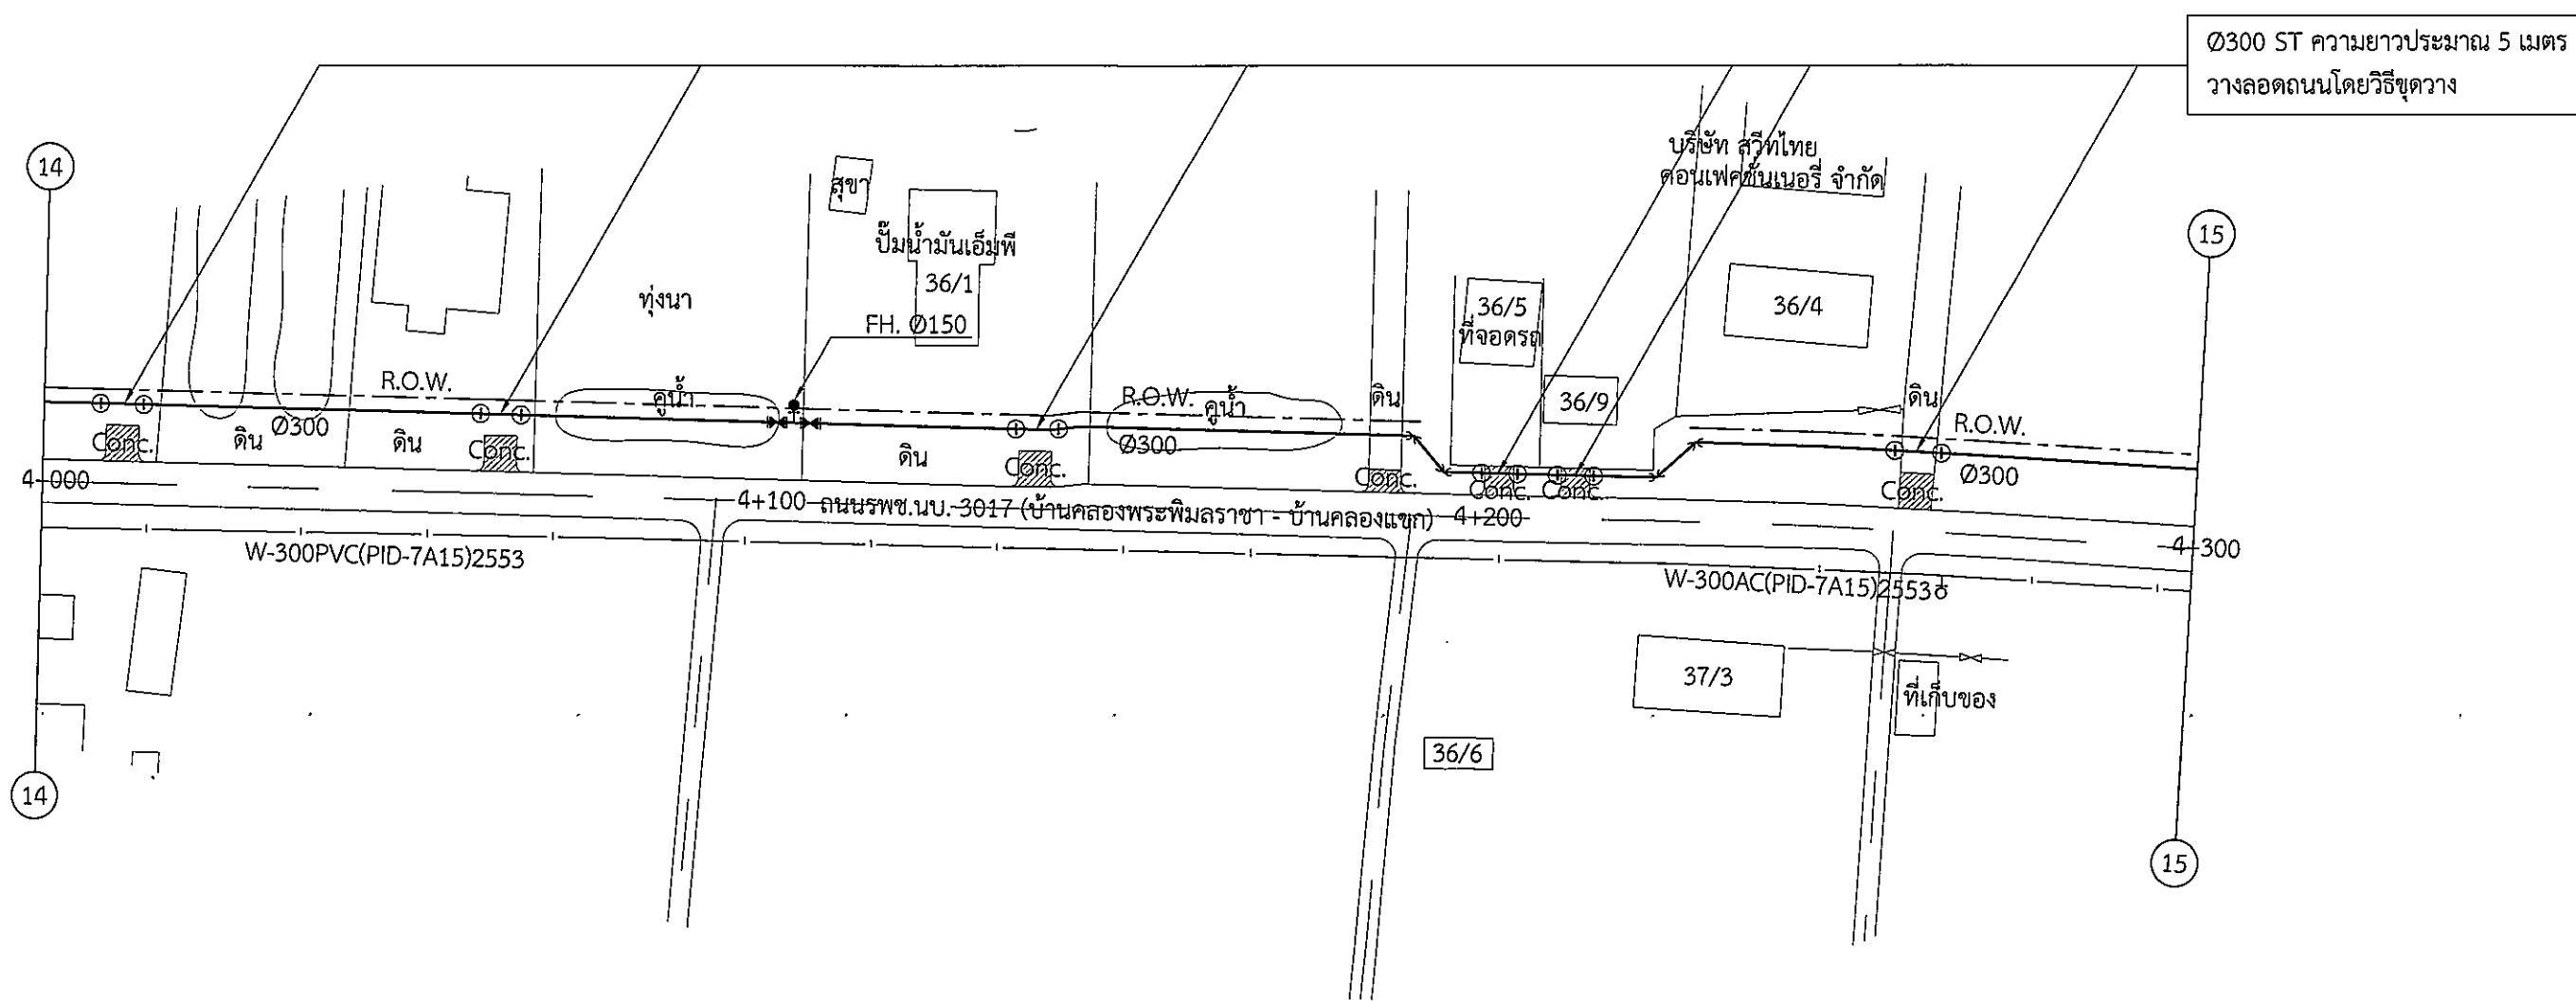 Ø300 ST ความยาวประมาณ 5 เมตร
วางลอดถนนโดยวิธีขุดวาง
14
15
บริษัท สวีทไทย
คอนเฟคชั่นเนอรี่ จำกัด
สุขา
ปั๊มน้ำมันเอ็มพี
36/1
ทุ่งนา
FH. Ø150
36/5
ที่จอดรถ
36/4
36/9
R.O.W.
คูน้ำ
R.O.W.
คูน้ำ
ดิน
ดิน
R.O.W.
Conc.
ดิน
Ø300
ดิน
Conc.
ดิน
Conc.
Ø300
Conc.
Conc.
Conc.
Conc.
Ø300
4+000
4+100
ถนนรพช.นบ. 3017 (บ้านคลองพระพิมลราชา - บ้านคลองแขก)
4+200
4+300
W-300PVC(PID-7A15)2553
W-300AC(PID-7A15)2553
37/3
ที่เก็บของ
36/6
14
15